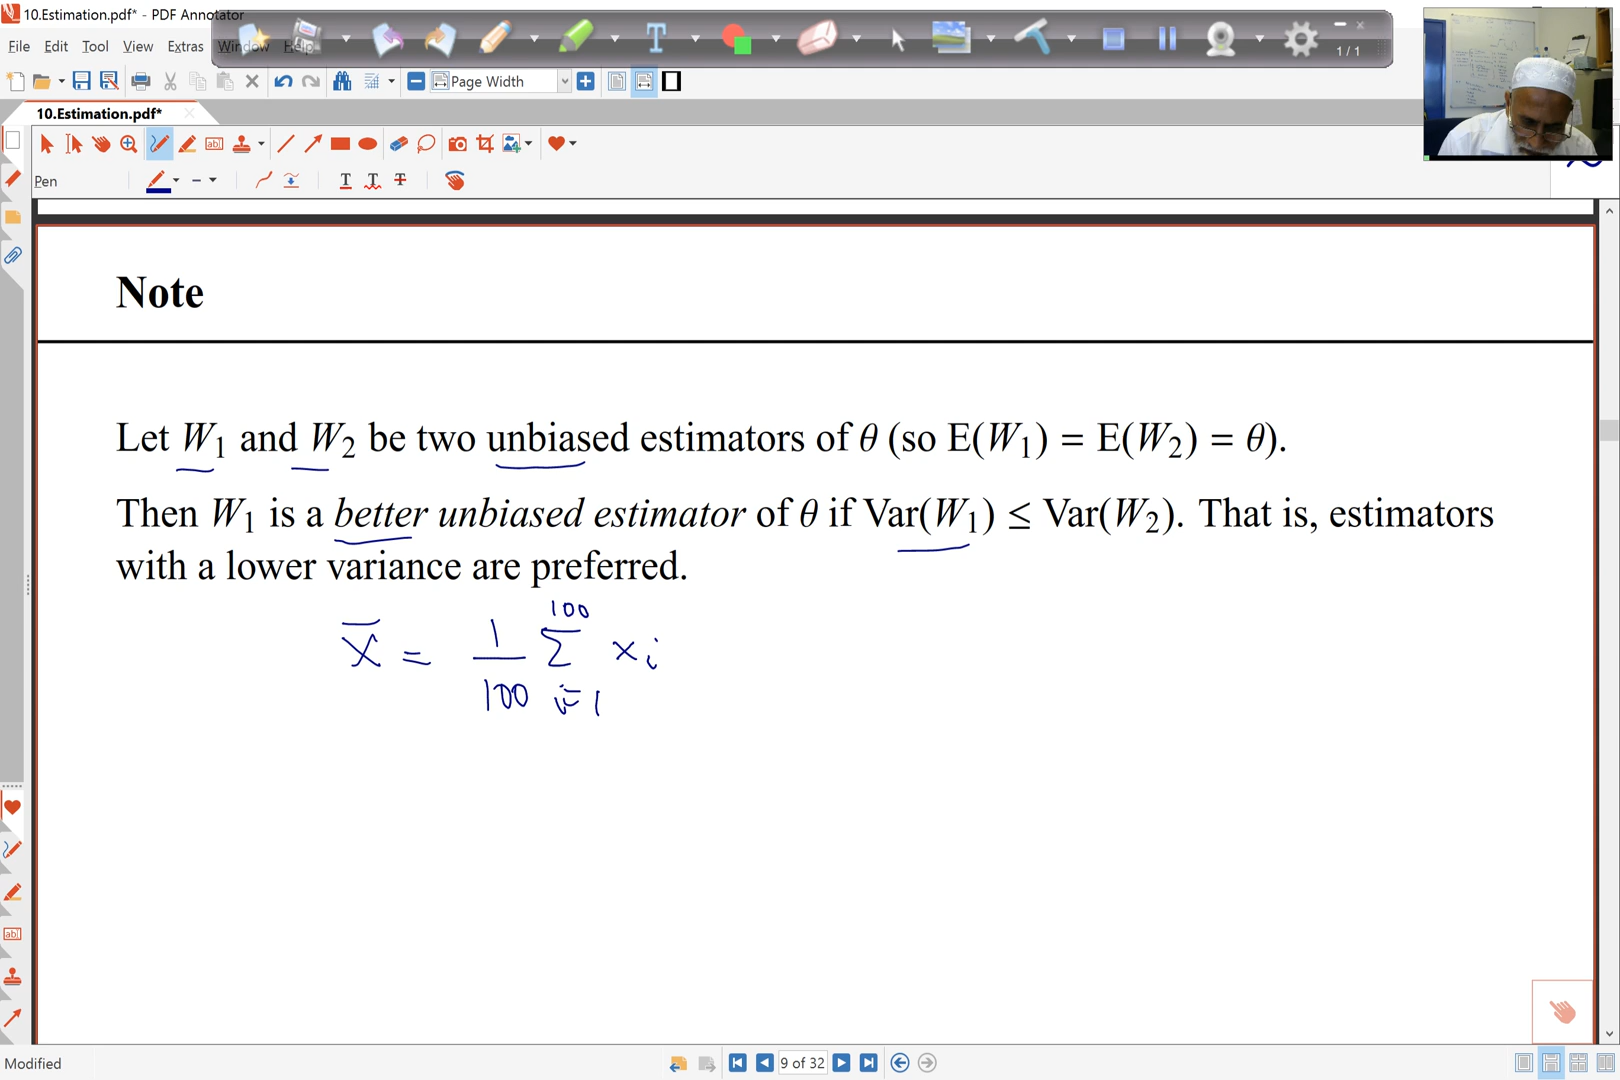 10.Estimation.pdf* - PDF Annotator
File Edit Tool View Extras Window Help
1 / 1
Page Width
10.Estimation.pdf*
Pen
Note
Let W₁ and W₂ be two unbiased estimators of θ (so E(W₁) = E(W₂) = θ).
Then W₁ is a better unbiased estimator of θ if Var(W₁) ≤ Var(W₂). That is, estimators
with a lower variance are preferred.
X̄ = 1/100 Σ_{i=1}^{100} xᵢ
Modified
9 of 32